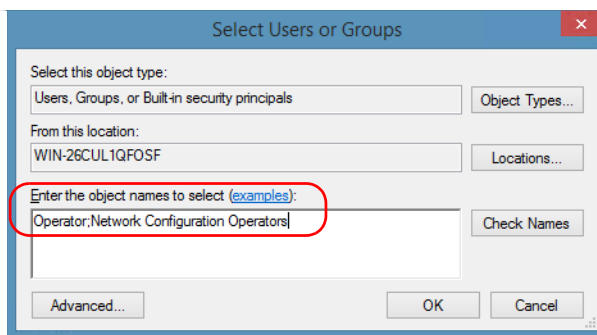 Select Users or Groups
Select this object type:
Users, Groups, or Built-in security principals
Object Types...
From this location:
WIN-26CUL1QFOSF
Locations...
Enter the object names to select (examples):
Operator;Network Configuration Operators
Check Names
Advanced...
OK
Cancel